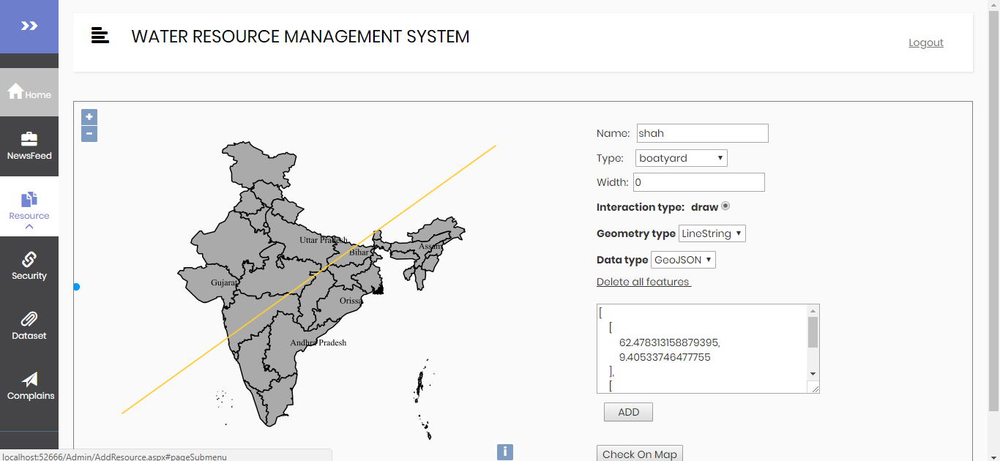 WATER RESOURCE MANAGEMENT SYSTEM
Logout
Home
NewsFeed
Resource
Security
Dataset
Complains
+
-
Uttar Pradesh
Bihar
Assam
Gujarat
Orissa
Andhra Pradesh
i
Name: shah
Type: boatyard
Width: 0
Interaction type: draw
Geometry type LineString
Data type GeoJSON
Delete all features
[
[
62.478313158879395,
9.40533746477755
],
[
ADD
Check On Map
localhost:52666/Admin/AddResource.aspx#pageSubmenu